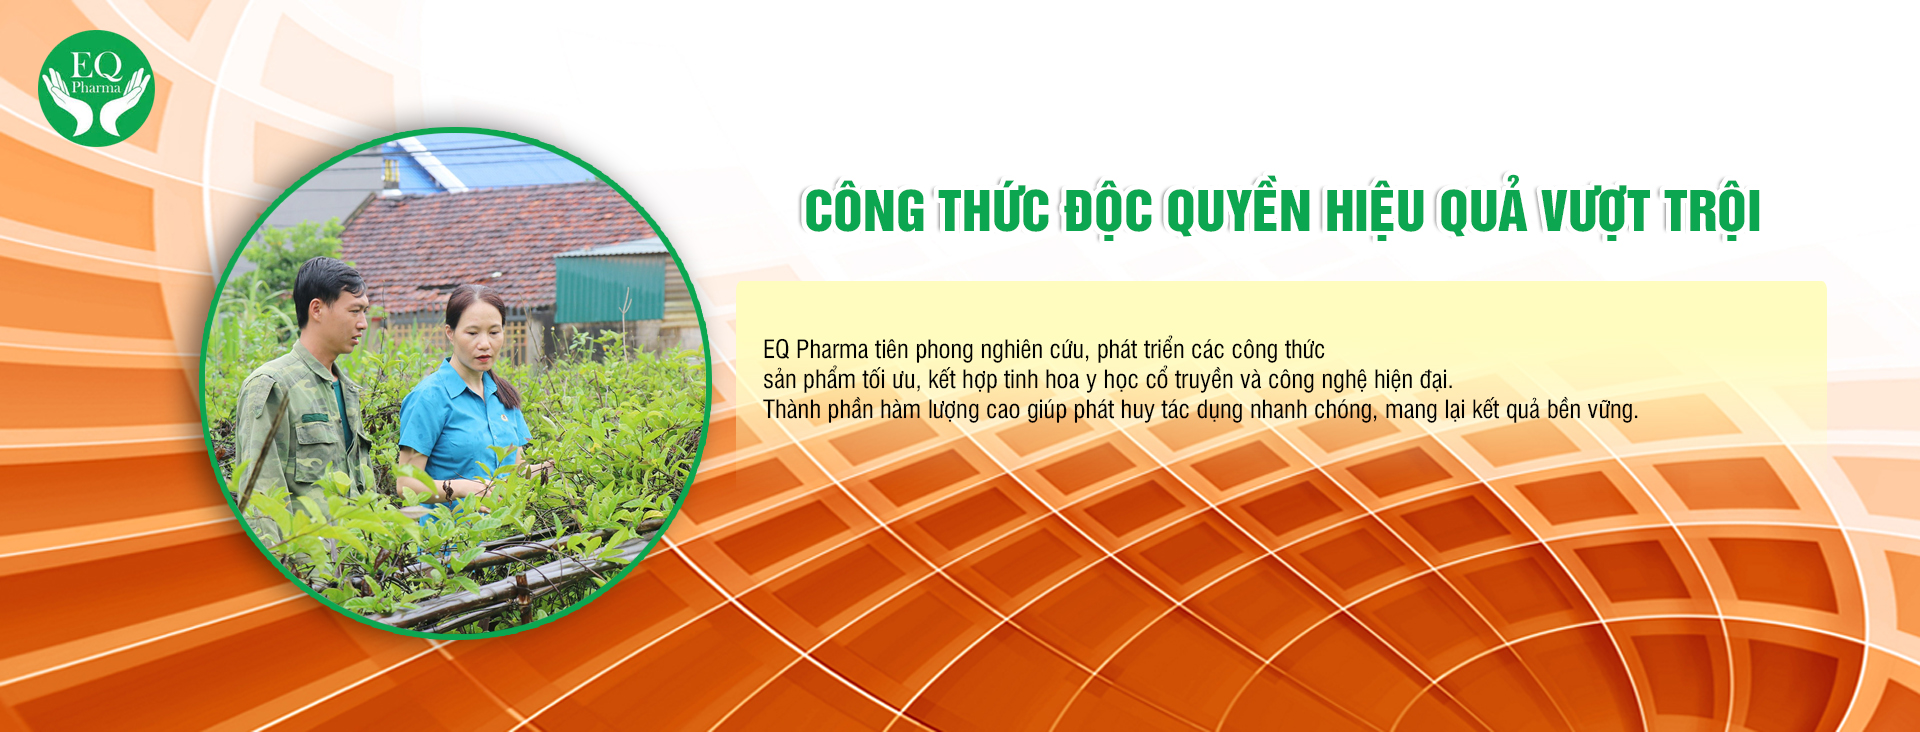 EQ
Pharma
CÔNG THỨC ĐỘC QUYỀN HIỆU QUẢ VƯỢT TRỘI
EQ Pharma tiên phong nghiên cứu, phát triển các công thức
sản phẩm tối ưu, kết hợp tinh hoa y học cổ truyền và công nghệ hiện đại.
Thành phần hàm lượng cao giúp phát huy tác dụng nhanh chóng, mang lại kết quả bền vững.